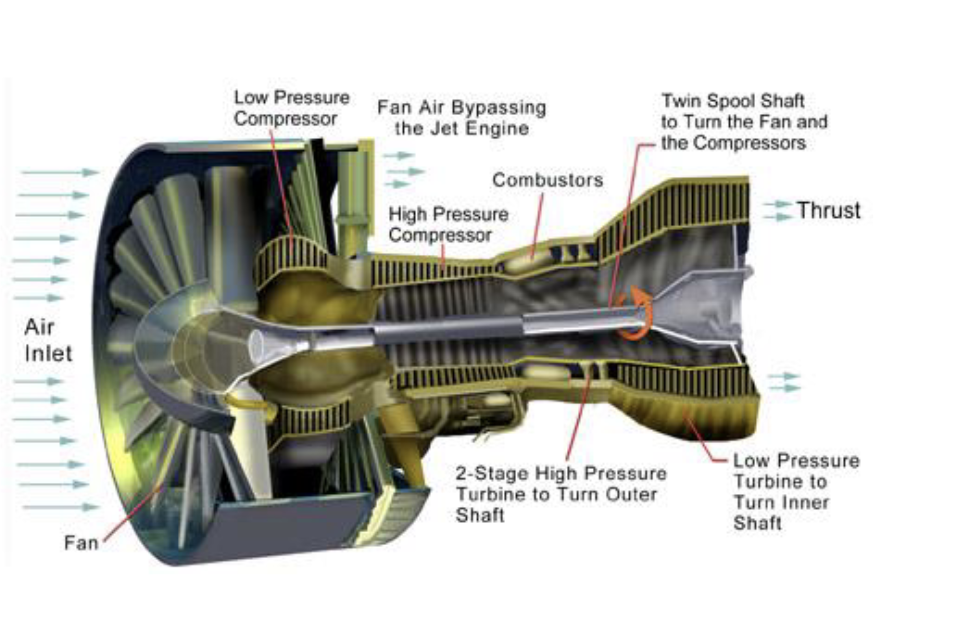 Low Pressure
Compressor
Fan Air Bypassing
the Jet Engine
Twin Spool Shaft
to Turn the Fan and
the Compressors
Combustors
High Pressure
Compressor
Thrust
Air
Inlet
2-Stage High Pressure
Turbine to Turn Outer
Shaft
Low Pressure
Turbine to
Turn Inner
Shaft
Fan